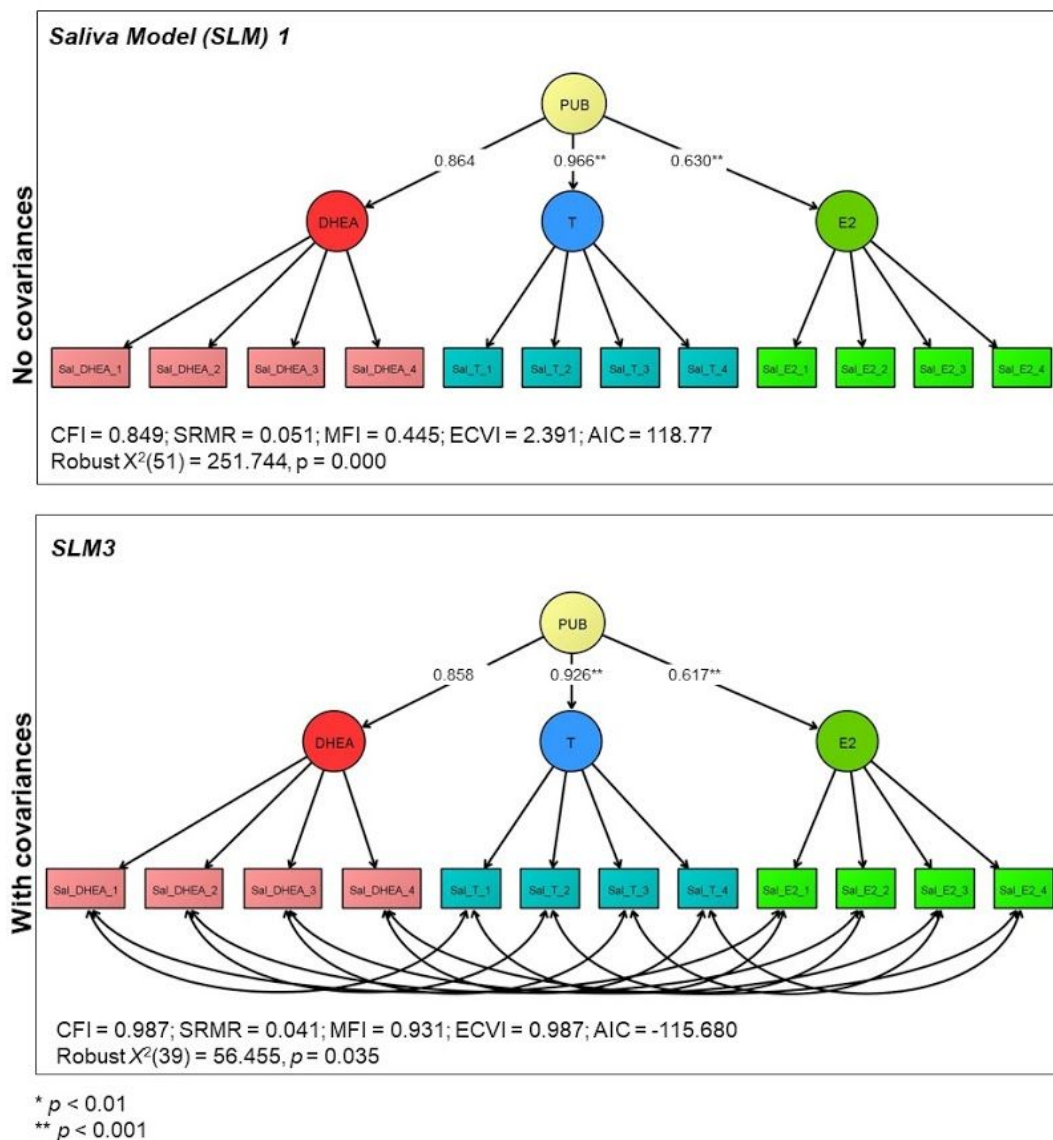 Saliva Model (SLM) 1
No covariances
PUB
0.864 0.966** 0.630**
DHEA T E2
Sal_DHEA_1 Sal_DHEA_2 Sal_DHEA_3 Sal_DHEA_4 Sal_T_1 Sal_T_2 Sal_T_3 Sal_T_4 Sal_E2_1 Sal_E2_2 Sal_E2_3 Sal_E2_4
CFI = 0.849; SRMR = 0.051; MFI = 0.445; ECVI = 2.391; AIC = 118.77
Robust X²(51) = 251.744, p = 0.000
SLM3
With covariances
PUB
0.858 0.926** 0.617**
DHEA T E2
Sal_DHEA_1 Sal_DHEA_2 Sal_DHEA_3 Sal_DHEA_4 Sal_T_1 Sal_T_2 Sal_T_3 Sal_T_4 Sal_E2_1 Sal_E2_2 Sal_E2_3 Sal_E2_4
CFI = 0.987; SRMR = 0.041; MFI = 0.931; ECVI = 0.987; AIC = -115.680
Robust X²(39) = 56.455, p = 0.035
* p < 0.01
** p < 0.001